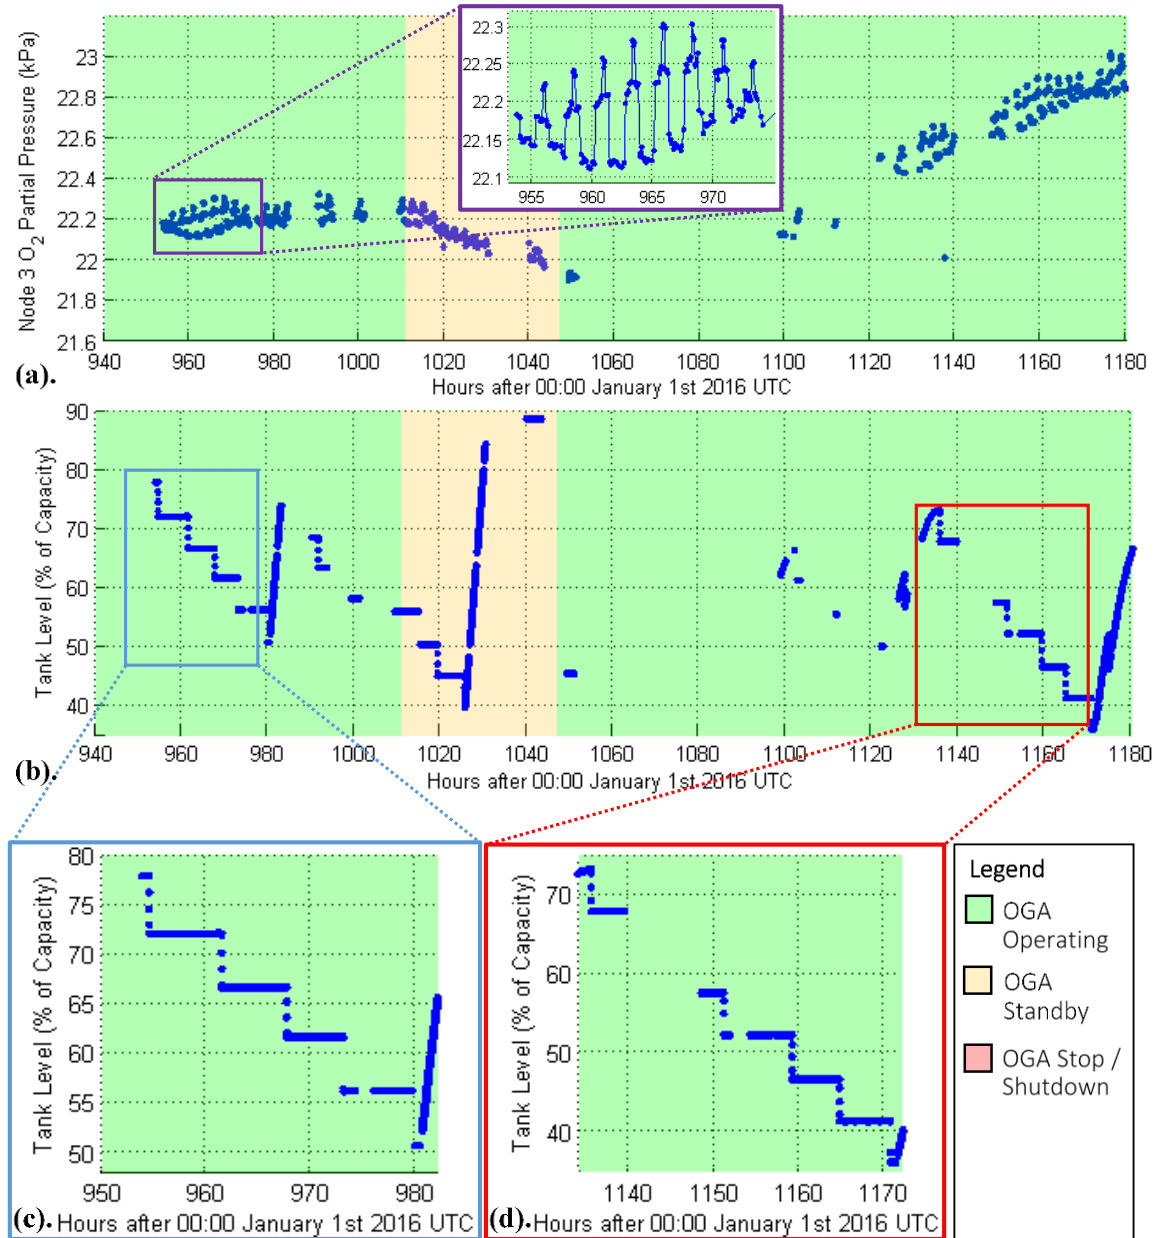 22.3
22.25
22.2
22.15
22.1
955 960 965 970
Node 3 O2 Partial Pressure (kPa)
23
22.8
22.6
22.4
22.2
22
21.8
21.6
940 960 980 1000 1020 1040 1060 1080 1100 1120 1140 1160 1180
(a).
Hours after 00:00 January 1st 2016 UTC
Tank Level (% of Capacity)
90
80
70
60
50
40
940 960 980 1000 1020 1040 1060 1080 1100 1120 1140 1160 1180
(b)
Hours after 00:00 January 1st 2016 UTC
Tank Level (% of Capacity)
80
75
70
65
60
55
50
950 960 970 980
(c). Hours after 00:00 January 1st 2016 UTC
Tank Level (% of Capacity)
70
60
50
40
1140 1150 1160 1170
(d). Hours after 00:00 January 1st 2016 UTC
Legend
OGA
Operating
OGA
Standby
OGA Stop /
Shutdown